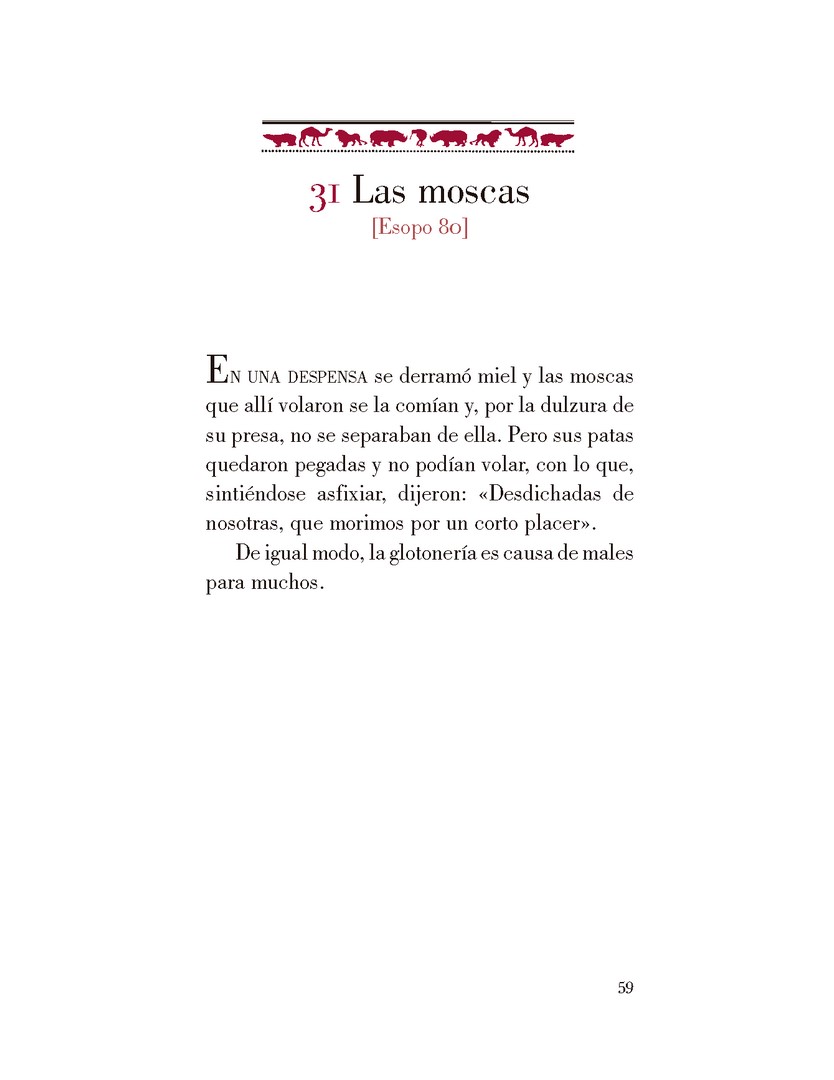 31 Las moscas
[Esopo 80]
EN UNA DESPENSA se derramó miel y las moscas
que allí volaron se la comían y, por la dulzura de
su presa, no se separaban de ella. Pero sus patas
quedaron pegadas y no podían volar, con lo que,
sintiéndose asfixiar, dijeron: «Desdichadas de
nosotras, que morimos por un corto placer».
De igual modo, la glotonería es causa de males
para muchos.
59